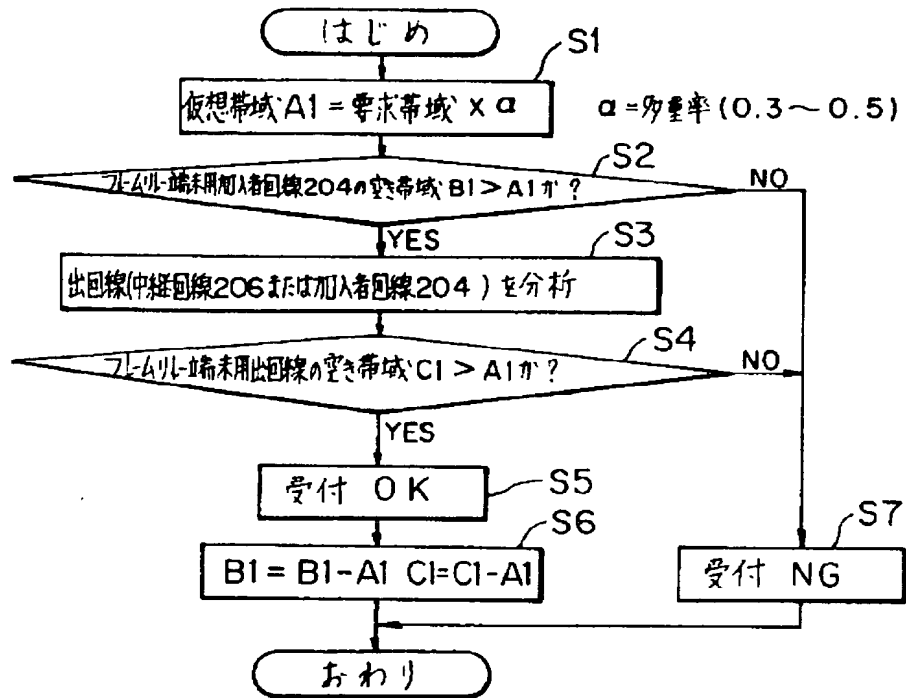 はじめ
S1
仮想帯域A1=要求帯域×α
α=多重率(0.3～0.5)
S2
フレームリレー端末用加入者回線204の空き帯域B1>A1か?
NO
YES
S3
出回線(中継回線206または加入者回線204)を分析
S4
フレームリレー端末用出回線の空き帯域C1>A1か?
NO
YES
受付 OK
S5
S6
B1=B1-A1 C1=C1-A1
S7
受付 NG
おわり